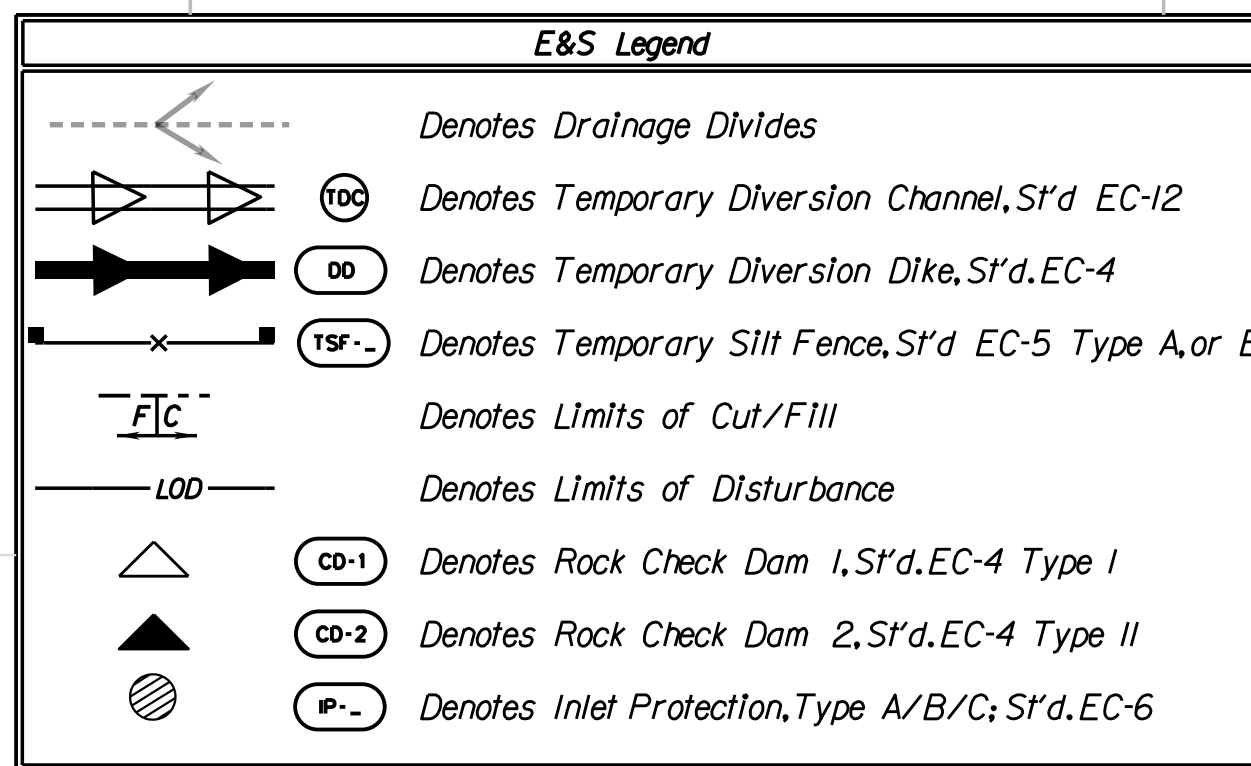 E&S Legend
Denotes Drainage Divides
TDC Denotes Temporary Diversion Channel, St'd EC-12
DD Denotes Temporary Diversion Dike, St'd. EC-4
TSF-_ Denotes Temporary Silt Fence, St'd EC-5 Type A, or
F C Denotes Limits of Cut/Fill
LOD Denotes Limits of Disturbance
CD-1 Denotes Rock Check Dam 1, St'd. EC-4 Type I
CD-2 Denotes Rock Check Dam 2, St'd. EC-4 Type II
IP-_ Denotes Inlet Protection, Type A/B/C; St'd. EC-6